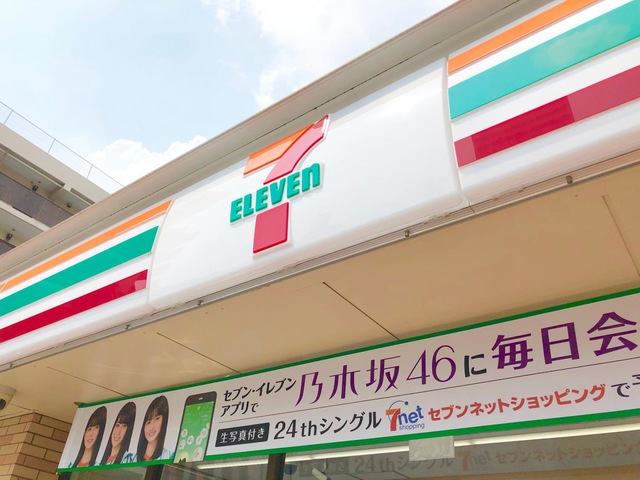 7
ELEVEn
セブン‐イレブン
アプリで
乃木坂46に毎日会
生写真付き
24thシングル
7net
shopping
セブンネットショッピングで
24thシングル
7net
セブンネットショッピング